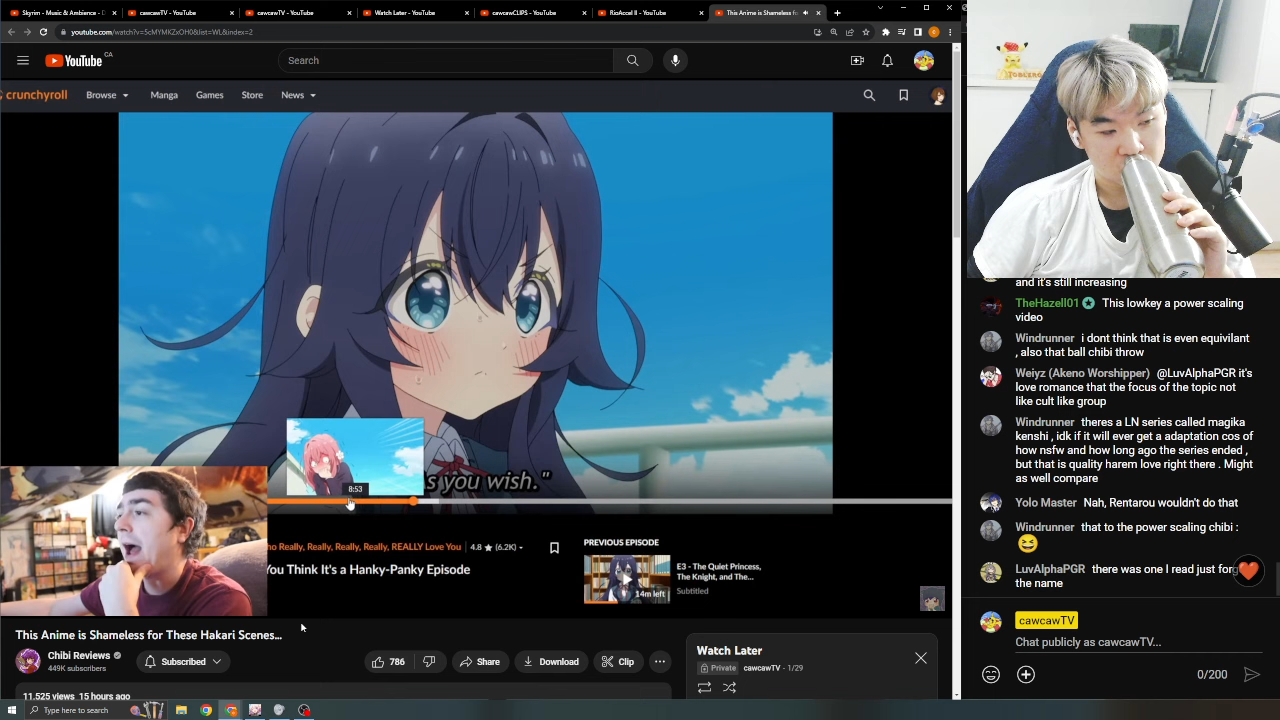 Skyrim - Music & Ambience - 
cawcawTV - YouTube
cawcawTV - YouTube
Watch Later - YouTube
cawcawCLIPS - YouTube
RioAccel II - YouTube
This Anime is Shameless fo
youtube.com/watch?v=5cMYMKZxOH0&list=WL&index=2
YouTube CA
Search
crunchyroll
Browse
Manga
Games
Store
News
TOBLERO
s you wish."
8:53
ho Really, Really, Really, Really, REALLY Love You
4.8 ★ (6.2K)
You Think It's a Hanky-Panky Episode
PREVIOUS EPISODE
E3 - The Quiet Princess,
The Knight, and The...
Subtitled
14m left
This Anime is Shameless for These Hakari Scenes...
Chibi Reviews
449K subscribers
Subscribed
786
Share
Download
Clip
11,525 views 15 hours ago
Watch Later
Private
cawcawTV - 1/29
and it's still increasing
TheHazell01 This lowkey a power scaling
video
Windrunner i dont think that is even equivilant
, also that ball chibi throw
Weiyz (Akeno Worshipper) @LuvAlphaPGR it's
love romance that the focus of the topic not
like cult like group
Windrunner theres a LN series called magika
kenshi , idk if it will ever get a adaptation cos of
how nsfw and how long ago the series ended ,
but that is quality harem love right there . Might
as well compare
Yolo Master Nah, Rentarou wouldn't do that
Windrunner that to the power scaling chibi :
😆
LuvAlphaPGR there was one I read just forg
the name
cawcawTV
Chat publicly as cawcawTV...
0/200
Type here to search